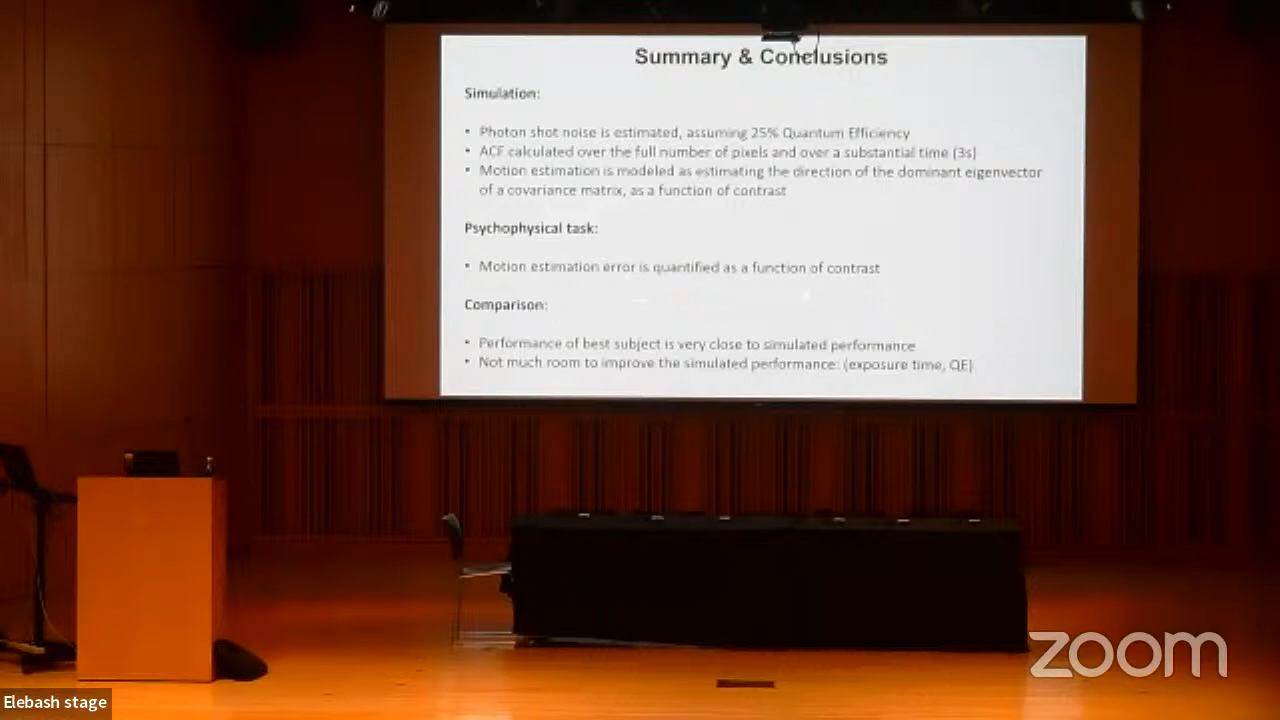 Summary & Conclusions
Simulation:
• Photon shot noise is estimated, assuming 25% Quantum Efficiency
• ACF calculated over the full number of pixels and over a substantial time (3s)
• Motion estimation is modeled as estimating the direction of the dominant eigenvector
of a covariance matrix, as a function of contrast
Psychophysical task:
• Motion estimation error is quantified as a function of contrast
Comparison:
• Performance of best subject is very close to simulated performance
• Not much room to improve the simulated performance: (exposure time, QE)
zoom
Elebash stage